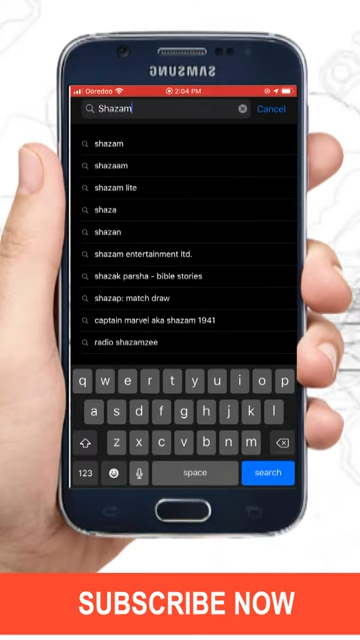 SAMSUNG
Ooredoo 2:04 PM
Shazam Cancel
shazam
shazaam
shazam lite
shaza
shazan
shazam entertainment ltd.
shazak parsha - bible stories
shazap: match draw
captain marvel aka shazam 1941
radio shazamzee
q w e r t y u i o p
a s d f g h j k l
z x c v b n m
123 space search
SUBSCRIBE NOW